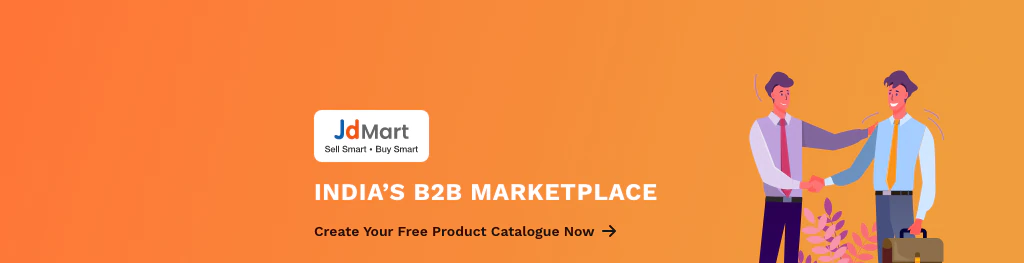 JdMart
Sell Smart • Buy Smart
INDIA’S B2B MARKETPLACE
Create Your Free Product Catalogue Now →